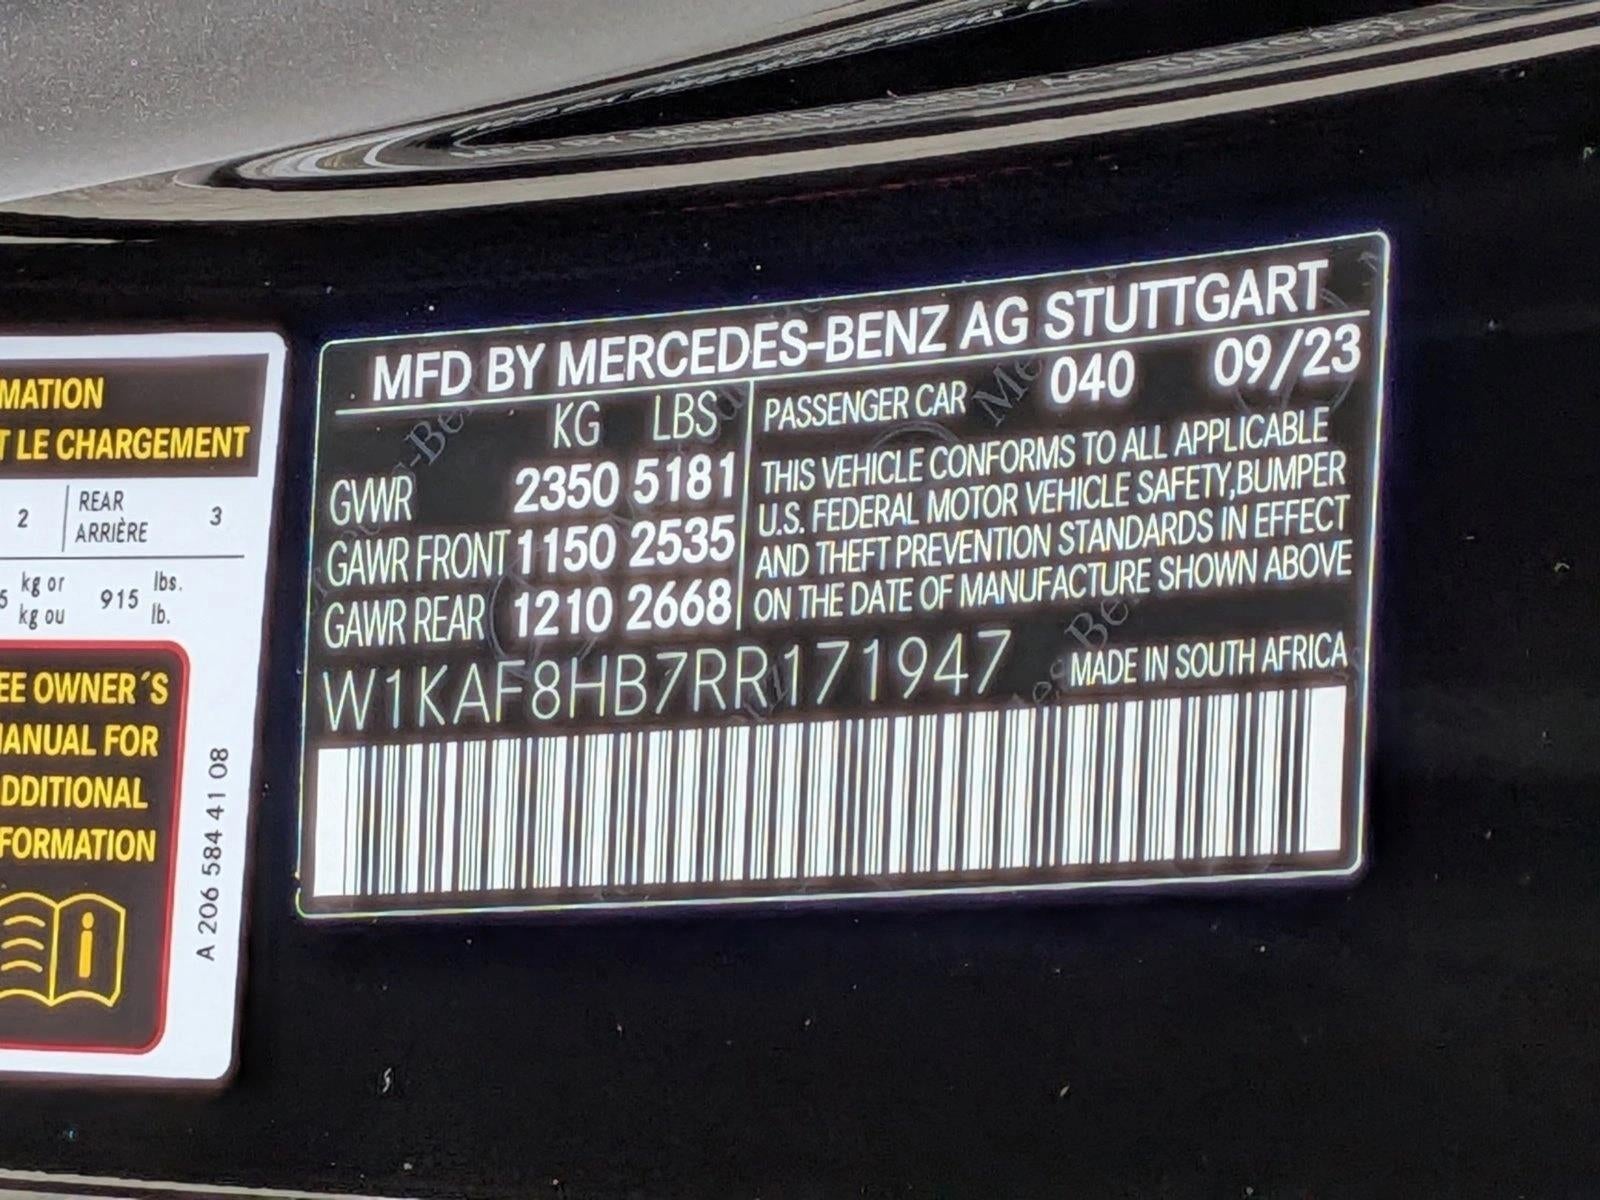 MATION
T LE CHARGEMENT
2 REAR 3
ARRIÈRE
5 kg or 915 lbs.
kg ou lb.
EE OWNER´S
ANUAL FOR
DDITIONAL
FORMATION
A 206 584 41 08
MFD BY MERCEDES-BENZ AG STUTTGART
KG LBS
GVWR 2350 5181
GAWR FRONT 1150 2535
GAWR REAR 1210 2668
PASSENGER CAR 040 09/23
THIS VEHICLE CONFORMS TO ALL APPLICABLE
U.S. FEDERAL MOTOR VEHICLE SAFETY,BUMPER
AND THEFT PREVENTION STANDARDS IN EFFECT
ON THE DATE OF MANUFACTURE SHOWN ABOVE
W1KAF8HB7RR171947 MADE IN SOUTH AFRICA